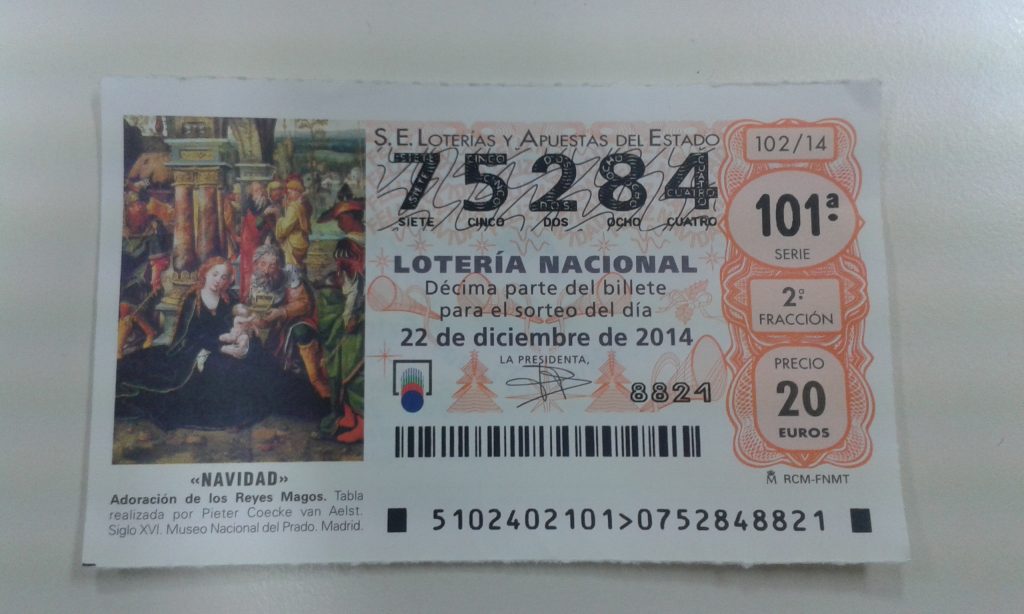 S.E. LOTERÍAS Y APUESTAS DEL ESTADO
75284
SIETE CINCO DOS OCHO CUATRO
LOTERÍA NACIONAL
Décima parte del billete
para el sorteo del día
22 de diciembre de 2014
LA PRESIDENTA,
8821
5102402101>0752848821
102/14
101ª
SERIE
2ª
FRACCIÓN
PRECIO
20
EUROS
RCM-FNMT
«NAVIDAD»
Adoración de los Reyes Magos. Tabla
realizada por Pieter Coecke van Aelst.
Siglo XVI. Museo Nacional del Prado. Madrid.